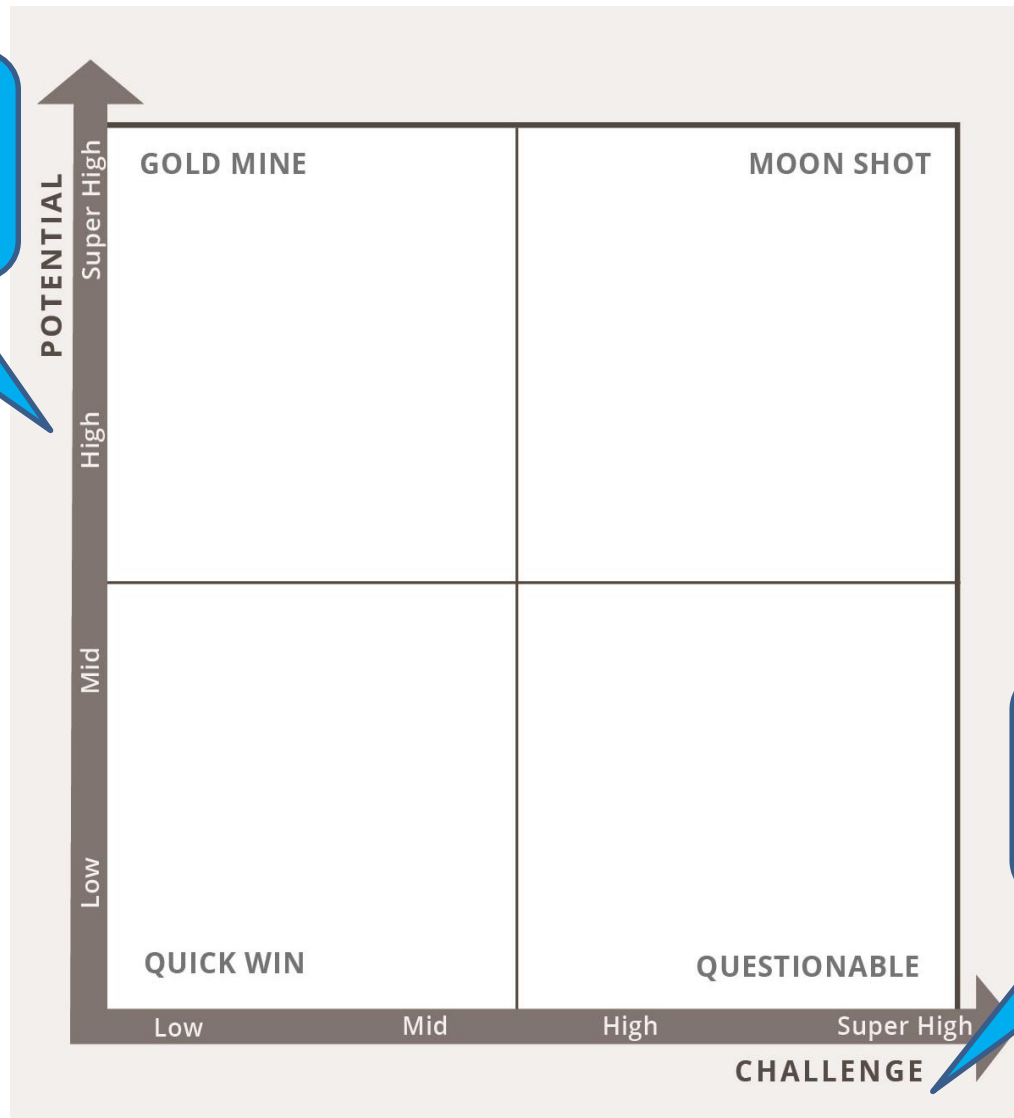 GOLD MINE
MOON SHOT
POTENTIAL
Super High
High
Mid
Low
QUICK WIN
QUESTIONABLE
Low
Mid
High
Super High
CHALLENGE